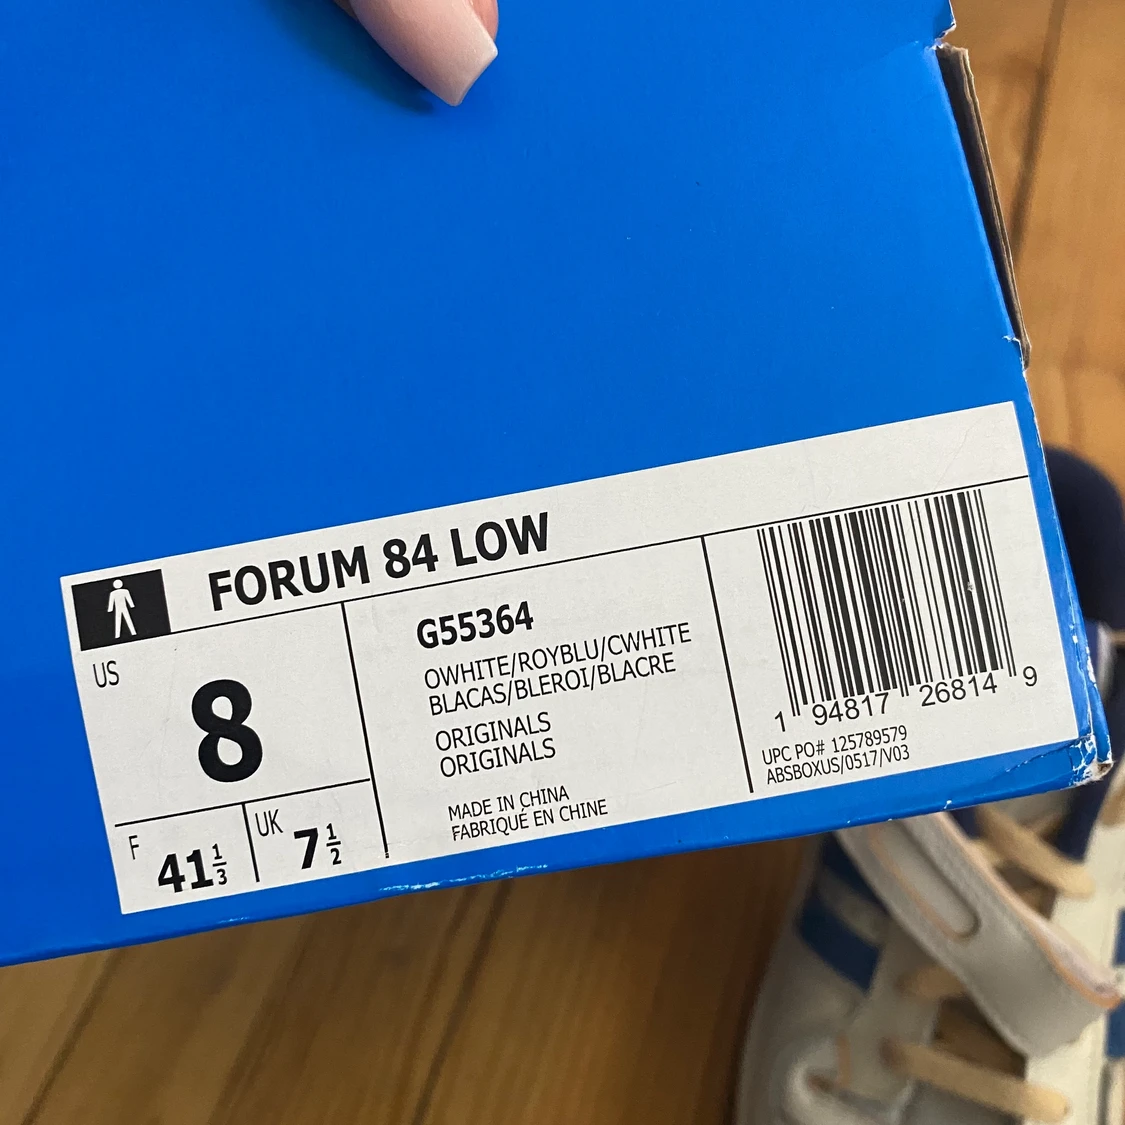 FORUM 84 LOW
US
8
F 41 1/3
UK 7 1/2
G55364
OWHITE/ROYBLU/CWHITE
BLACAS/BLEROI/BLACRE
ORIGINALS
ORIGINALS
MADE IN CHINA
FABRIQUÉ EN CHINE
1 94817 26814 9
UPC PO# 125789579
ABSBOXUS/0517/V03